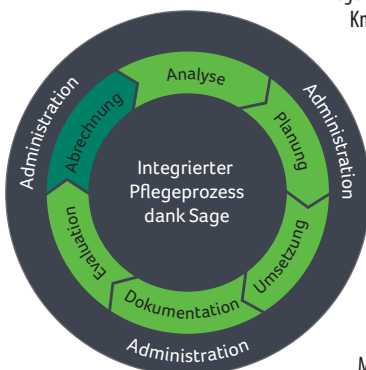 Analyse
Planung
Umsetzung
Dokumentation
Evaluation
Abrechnung
Administration
Administration
Administration
Integrierter
Pflegeprozess
dank Sage